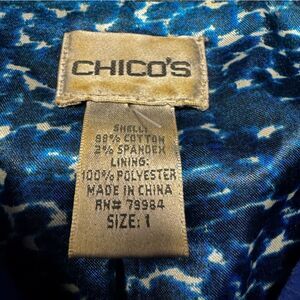 CHICO'S
SHELL:
98% COTTON
2% SPANDEX
LINING:
100% POLYESTER
MADE IN CHINA
RN# 79984
SIZE: 1